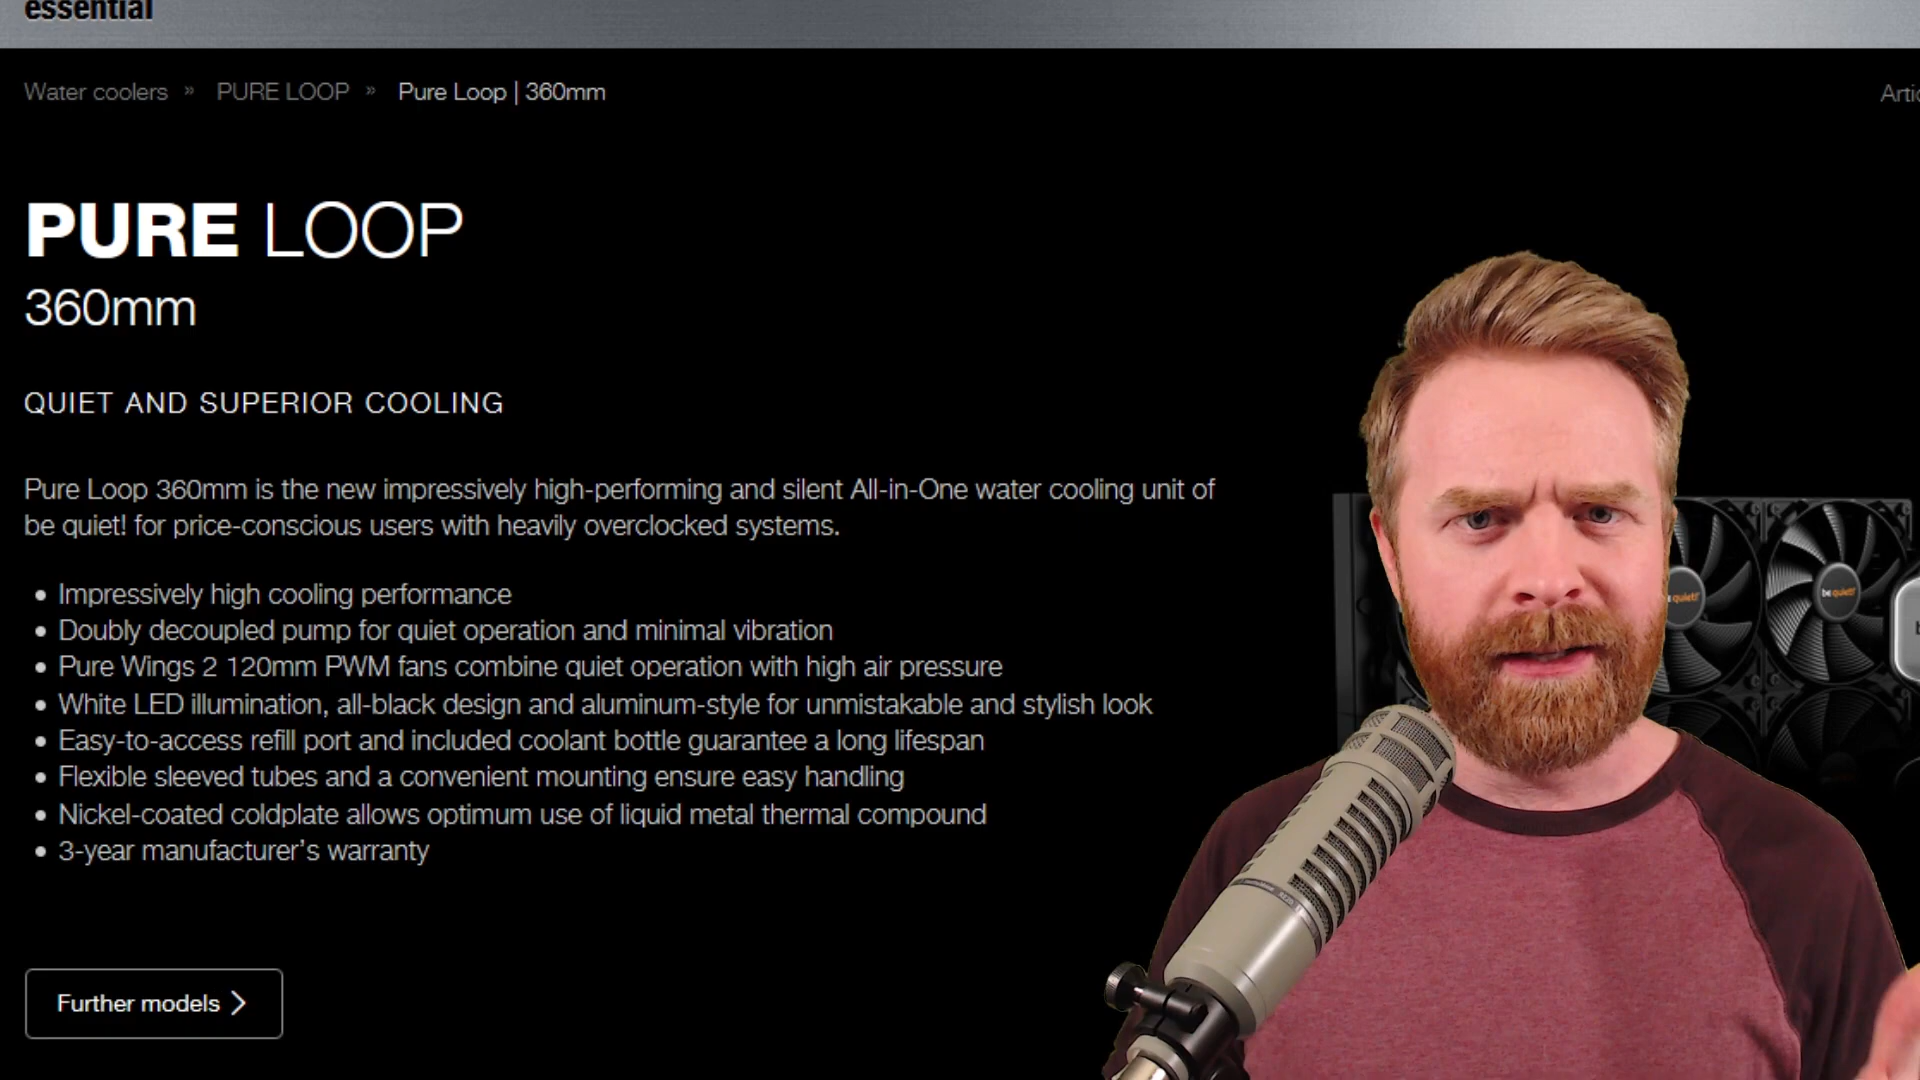 essential
Water coolers » PURE LOOP » Pure Loop | 360mm
PURE LOOP
360mm
QUIET AND SUPERIOR COOLING
Pure Loop 360mm is the new impressively high-performing and silent All-in-One water cooling unit of
be quiet! for price-conscious users with heavily overclocked systems.
• Impressively high cooling performance
• Doubly decoupled pump for quiet operation and minimal vibration
• Pure Wings 2 120mm PWM fans combine quiet operation with high air pressure
• White LED illumination, all-black design and aluminum-style for unmistakable and stylish look
• Easy-to-access refill port and included coolant bottle guarantee a long lifespan
• Flexible sleeved tubes and a convenient mounting ensure easy handling
• Nickel-coated coldplate allows optimum use of liquid metal thermal compound
• 3-year manufacturer's warranty
quiet!
be quiet!
Further models >